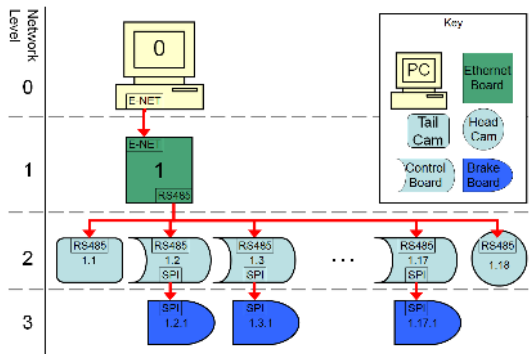 Network
Level
0
1
2
3
0
E-NET
E-NET
1
RS485
RS485
1.1
RS485
1.2
SPI
RS485
1.3
SPI
...
RS485
1.17
SPI
RS485
1.18
SPI
1.2.1
SPI
1.3.1
SPI
1.17.1
Key
PC
Ethernet
Board
Tail
Cam
Head
Cam
Control
Board
Brake
Board